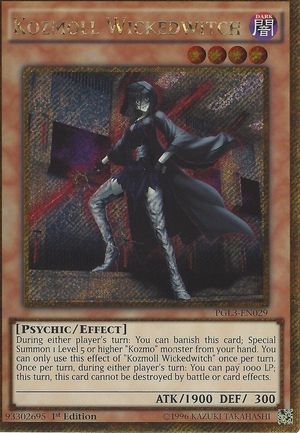 KOZMOLL WICKEDWITCH
DARK
闇
PGL3-EN029
[PSYCHIC/EFFECT]
During either player's turn: You can banish this card; Special
Summon 1 Level 5 or higher "Kozmo" monster from your hand. You
can only use this effect of "Kozmoll Wickedwitch" once per turn.
Once per turn, during either player's turn: You can pay 1000 LP;
this turn, this card cannot be destroyed by battle or card effects.
ATK/1900 DEF/ 300
93302695 1st Edition ©1996 KAZUKI TAKAHASHI